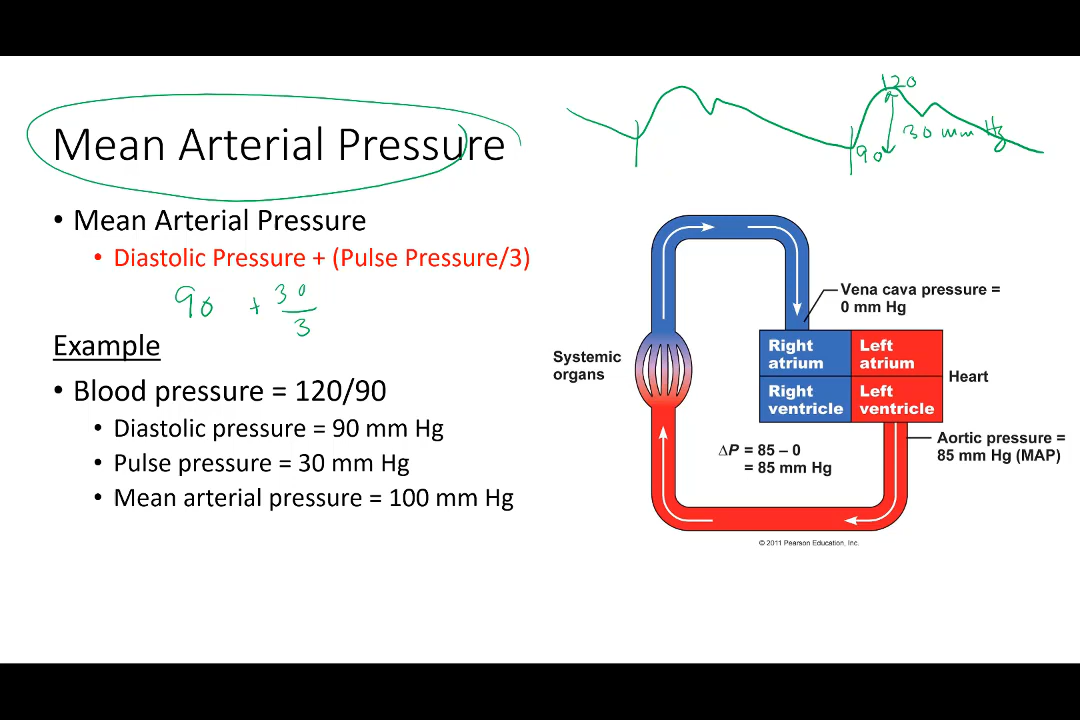 120
30 mm Hg
90
Mean Arterial Pressure
• Mean Arterial Pressure
• Diastolic Pressure + (Pulse Pressure/3)
90 + 30
3
Example
• Blood pressure = 120/90
• Diastolic pressure = 90 mm Hg
• Pulse pressure = 30 mm Hg
• Mean arterial pressure = 100 mm Hg
Vena cava pressure =
0 mm Hg
Systemic
organs
Right
atrium
Left
atrium
Right
ventricle
Left
ventricle
Heart
Aortic pressure =
85 mm Hg (MAP)
ΔP = 85 – 0
= 85 mm Hg
© 2011 Pearson Education, Inc.